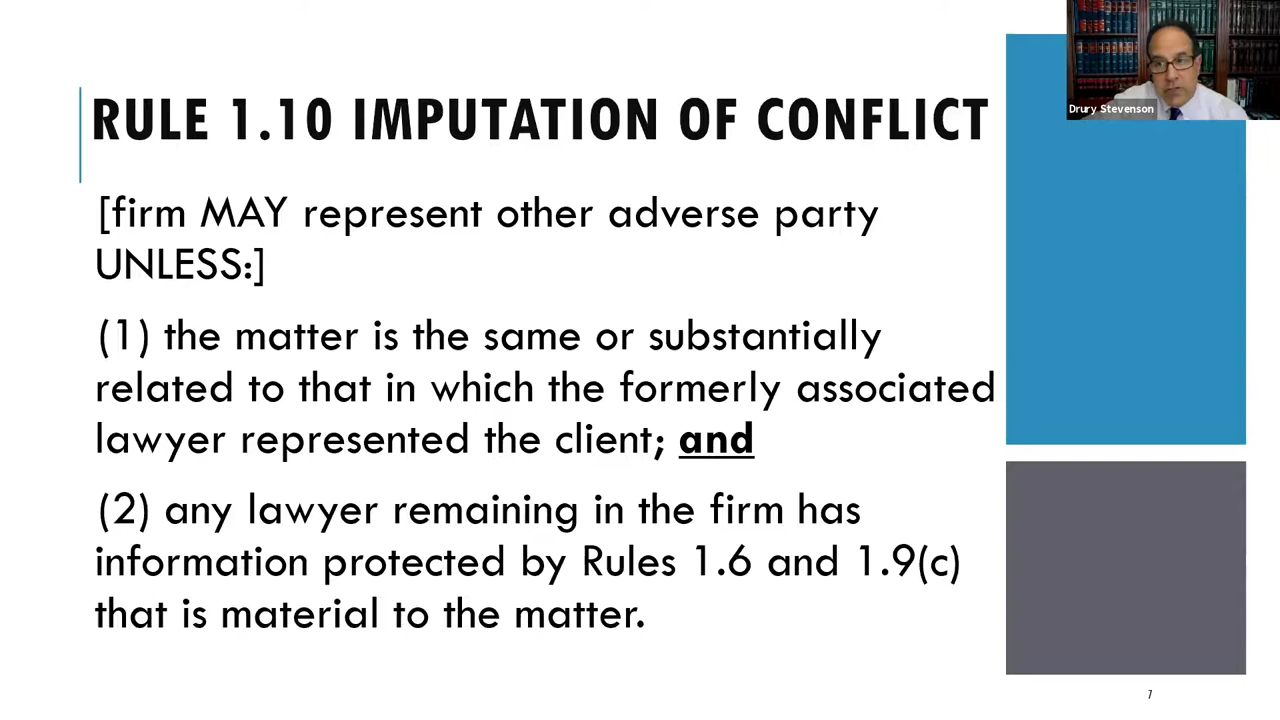 Drury Stevenson
RULE 1.10 IMPUTATION OF CONFLICT
[firm MAY represent other adverse party
UNLESS:]
(1) the matter is the same or substantially
related to that in which the formerly associated
lawyer represented the client; and
(2) any lawyer remaining in the firm has
information protected by Rules 1.6 and 1.9(c)
that is material to the matter.
7